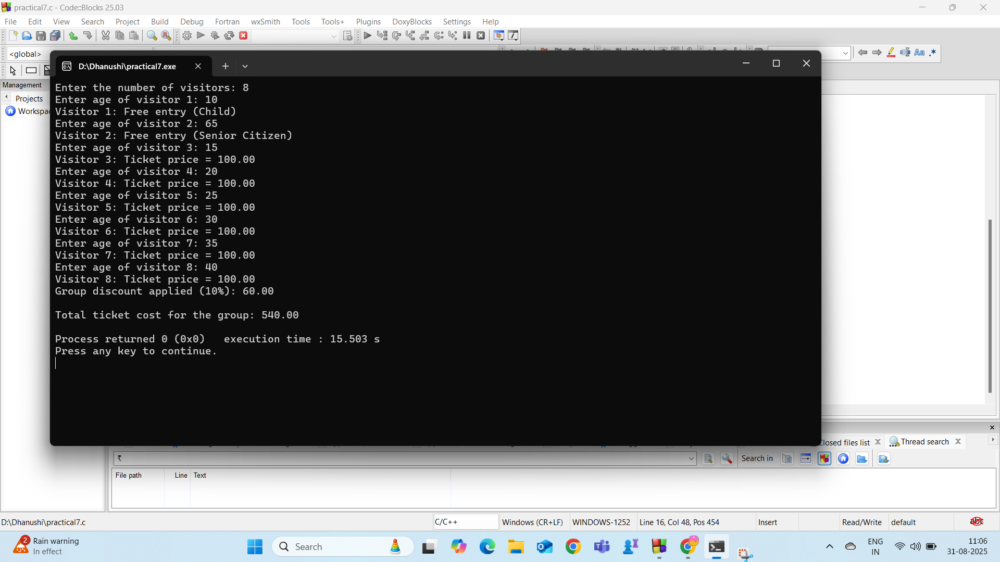 practical7.c - Code::Blocks 25.03
File Edit View Search Project Build Debug Fortran wxSmith Tools Tools+ Plugins DoxyBlocks Settings Help
<global>
D:\Dhanushi\practical7.exe
Management
Projects
Workspac
Enter the number of visitors: 8
Enter age of visitor 1: 10
Visitor 1: Free entry (Child)
Enter age of visitor 2: 65
Visitor 2: Free entry (Senior Citizen)
Enter age of visitor 3: 15
Visitor 3: Ticket price = 100.00
Enter age of visitor 4: 20
Visitor 4: Ticket price = 100.00
Enter age of visitor 5: 25
Visitor 5: Ticket price = 100.00
Enter age of visitor 6: 30
Visitor 6: Ticket price = 100.00
Enter age of visitor 7: 35
Visitor 7: Ticket price = 100.00
Enter age of visitor 8: 40
Visitor 8: Ticket price = 100.00
Group discount applied (10%): 60.00
Total ticket cost for the group: 540.00
Process returned 0 (0x0)   execution time : 15.503 s
Press any key to continue.
Closed files list Thread search
₹ Search in
File path Line Text
D:\Dhanushi\practical7.c C/C++ Windows (CR+LF) WINDOWS-1252 Line 16, Col 48, Pos 454 Insert Read/Write default abc
2 Rain warning
In effect
Search
ENG
IN
11:06
31-08-2025